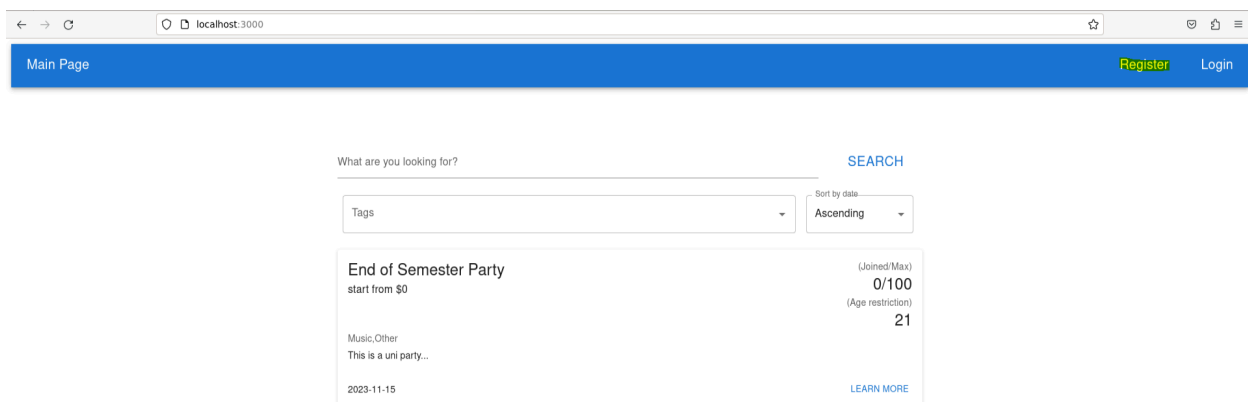 localhost:3000
Main Page Register Login
What are you looking for? SEARCH
Sort by date
Tags Ascending
End of Semester Party
start from $0
(Joined/Max)
0/100
(Age restriction)
21
Music,Other
This is a uni party...
2023-11-15 LEARN MORE